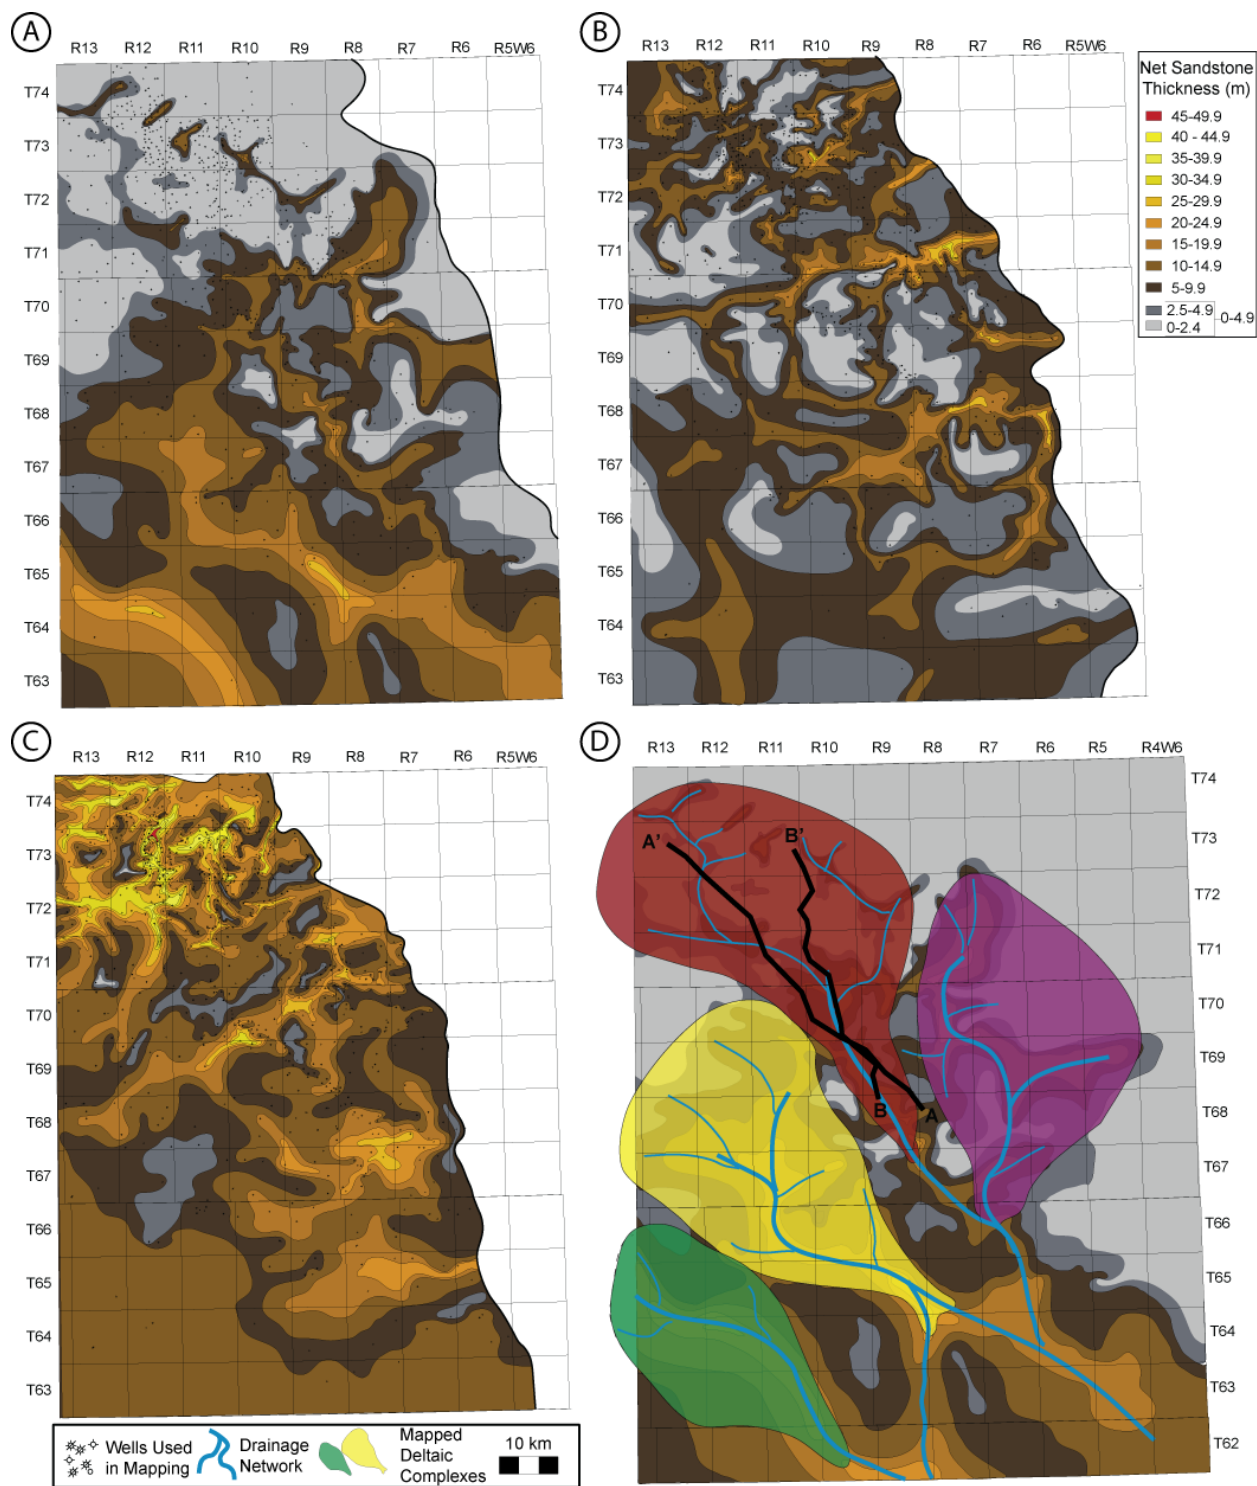 A
R13 R12 R11 R10 R9 R8 R7 R6 R5W6
T74
T73
T72
T71
T70
T69
T68
T67
T66
T65
T64
T63
B
R13 R12 R11 R10 R9 R8 R7 R6 R5W6
T74
T73
T72
T71
T70
T69
T68
T67
T66
T65
T64
T63
Net Sandstone
Thickness (m)
45-49.9
40 - 44.9
35-39.9
30-34.9
25-29.9
20-24.9
15-19.9
10-14.9
5-9.9
2.5-4.9
0-2.4
0-4.9
C
R13 R12 R11 R10 R9 R8 R7 R6 R5W6
T74
T73
T72
T71
T70
T69
T68
T67
T66
T65
T64
T63
D
R13 R12 R11 R10 R9 R8 R7 R6 R5 R4W6
T74
T73
T72
T71
T70
T69
T68
T67
T66
T65
T64
T63
T62
A'
B'
B
A
Wells Used
in Mapping
Drainage
Network
Mapped
Deltaic
Complexes
10 km